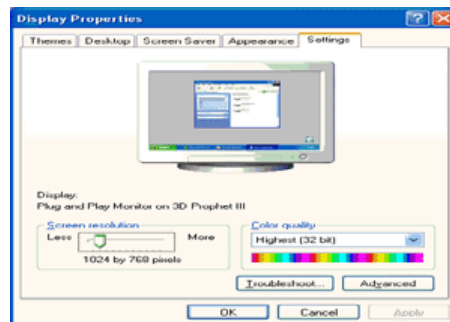 Display Properties
Themes Desktop Screen Saver Appearance Settings
Display:
Plug and Play Monitor on 3D Prophet III
Screen resolution
Less More
1024 by 768 pixels
Color quality
Highest (32 bit)
Troubleshoot... Advanced
OK Cancel Apply